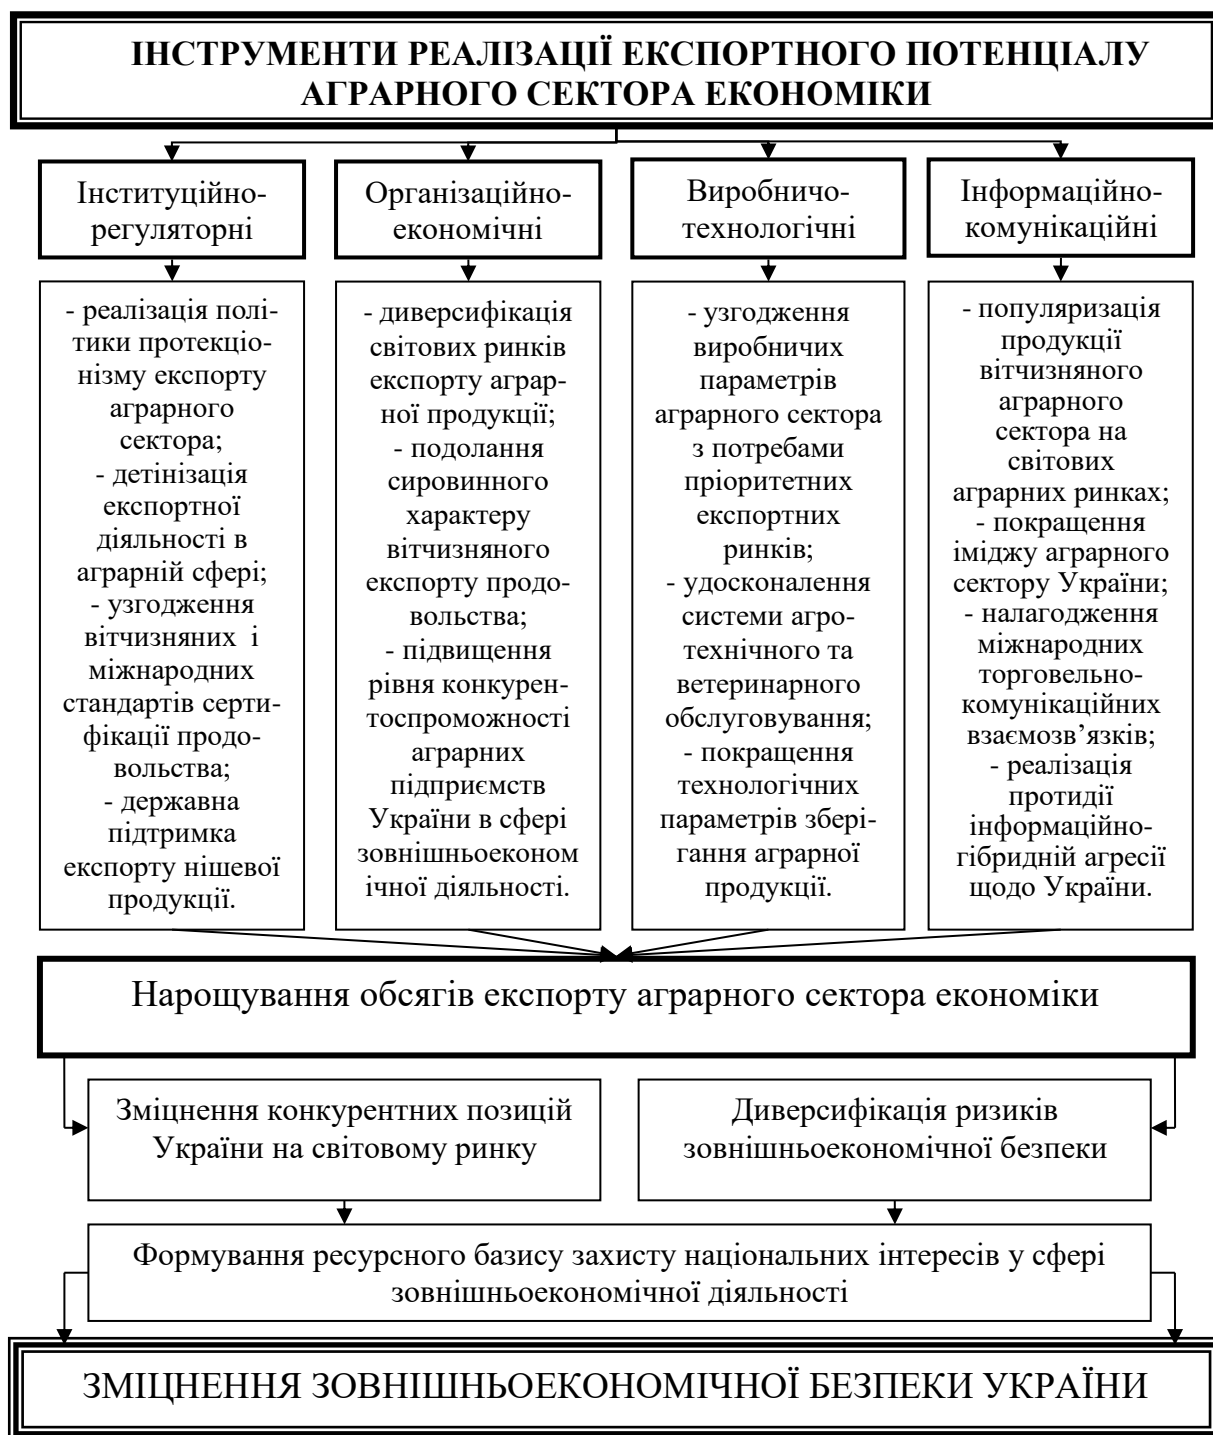 ІНСТРУМЕНТИ РЕАЛІЗАЦІЇ ЕКСПОРТНОГО ПОТЕНЦІАЛУ
АГРАРНОГО СЕКТОРА ЕКОНОМІКИ
Інституційно-
регуляторні
Організаційно-
економічні
Виробничо-
технологічні
Інформаційно-
комунікаційні
- реалізація полі-
тики протекціо-
нізму експорту
аграрного
сектора;
- детінізація
експортної
діяльності в
аграрній сфері;
- узгодження
вітчизняних і
міжнародних
стандартів серти-
фікації продо-
вольства;
- державна
підтримка
експорту нішевої
продукції.
- диверсифікація
світових ринків
експорту аграр-
ної продукції;
- подолання
сировинного
характеру
вітчизняного
експорту продо-
вольства;
- підвищення
рівня конкурен-
тоспроможності
аграрних
підприємств
України в сфері
зовнішньоеконом
ічної діяльності.
- узгодження
виробничих
параметрів
аграрного сектора
з потребами
пріоритетних
експортних
ринків;
- удосконалення
системи агро-
технічного та
ветеринарного
обслуговування;
- покращення
технологічних
параметрів збері-
гання аграрної
продукції.
- популяризація
продукції
вітчизняного
аграрного
сектора на
світових
аграрних ринках;
- покращення
іміджу аграрного
сектору України;
- налагодження
міжнародних
торговельно-
комунікаційних
взаємозв’язків;
- реалізація
протидії
інформаційно-
гібридній агресії
щодо України.
Нарощування обсягів експорту аграрного сектора економіки
Зміцнення конкурентних позицій
України на світовому ринку
Диверсифікація ризиків
зовнішньоекономічної безпеки
Формування ресурсного базису захисту національних інтересів у сфері
зовнішньоекономічної діяльності
ЗМІЦНЕННЯ ЗОВНІШНЬОЕКОНОМІЧНОЇ БЕЗПЕКИ УКРАЇНИ